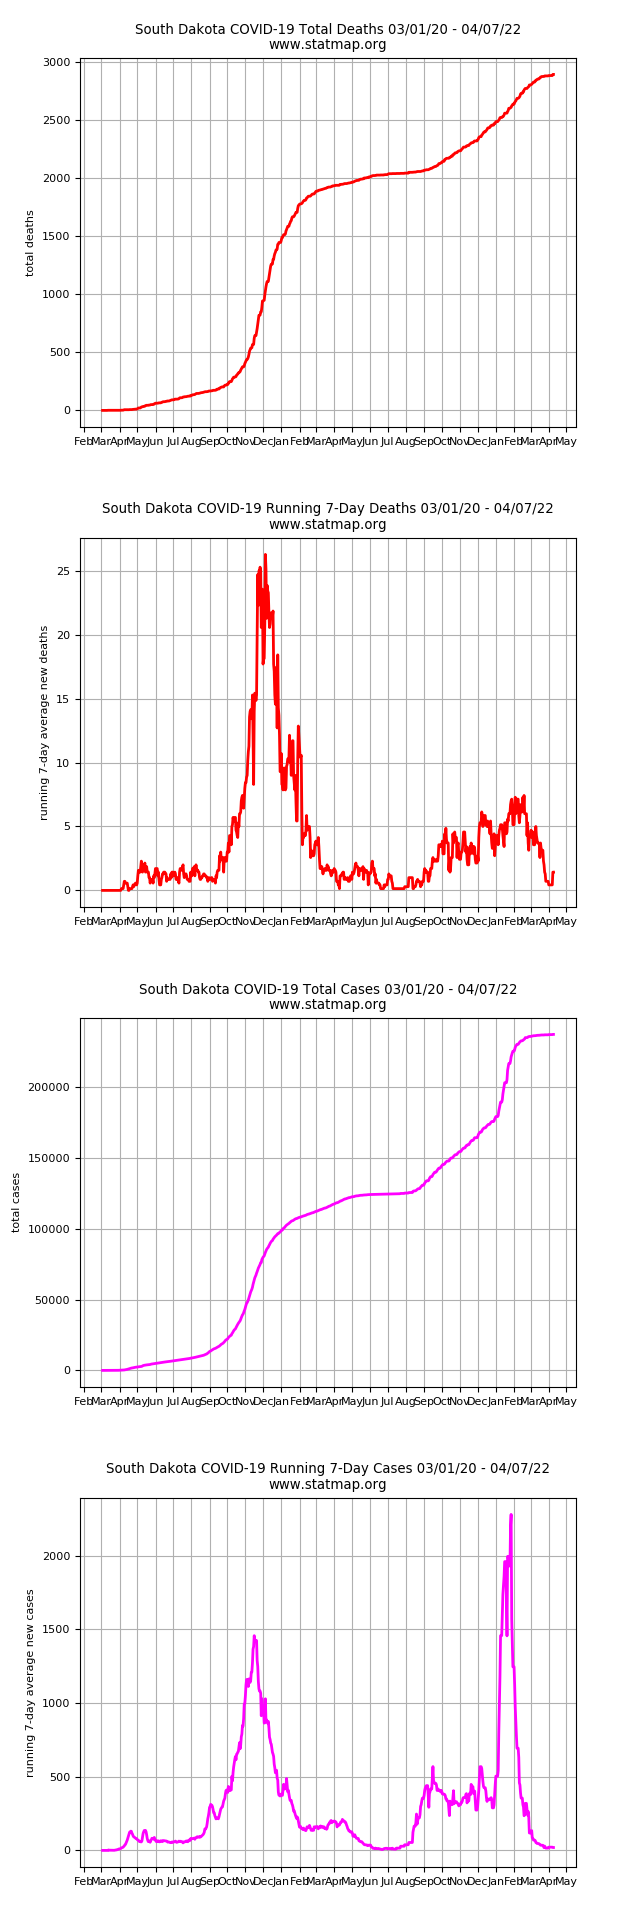 South Dakota COVID-19 Total Deaths 03/01/20 - 04/07/22
www.statmap.org
3000
2500
2000
1500
1000
500
0
total deaths
Feb Mar Apr May Jun Jul Aug Sep Oct Nov Dec Jan Feb Mar Apr May Jun Jul Aug Sep Oct Nov Dec Jan Feb Mar Apr May
South Dakota COVID-19 Running 7-Day Deaths 03/01/20 - 04/07/22
www.statmap.org
25
20
15
10
5
0
running 7-day average new deaths
Feb Mar Apr May Jun Jul Aug Sep Oct Nov Dec Jan Feb Mar Apr May Jun Jul Aug Sep Oct Nov Dec Jan Feb Mar Apr May
South Dakota COVID-19 Total Cases 03/01/20 - 04/07/22
www.statmap.org
200000
150000
100000
50000
0
total cases
Feb Mar Apr May Jun Jul Aug Sep Oct Nov Dec Jan Feb Mar Apr May Jun Jul Aug Sep Oct Nov Dec Jan Feb Mar Apr May
South Dakota COVID-19 Running 7-Day Cases 03/01/20 - 04/07/22
www.statmap.org
2000
1500
1000
500
0
running 7-day average new cases
Feb Mar Apr May Jun Jul Aug Sep Oct Nov Dec Jan Feb Mar Apr May Jun Jul Aug Sep Oct Nov Dec Jan Feb Mar Apr May